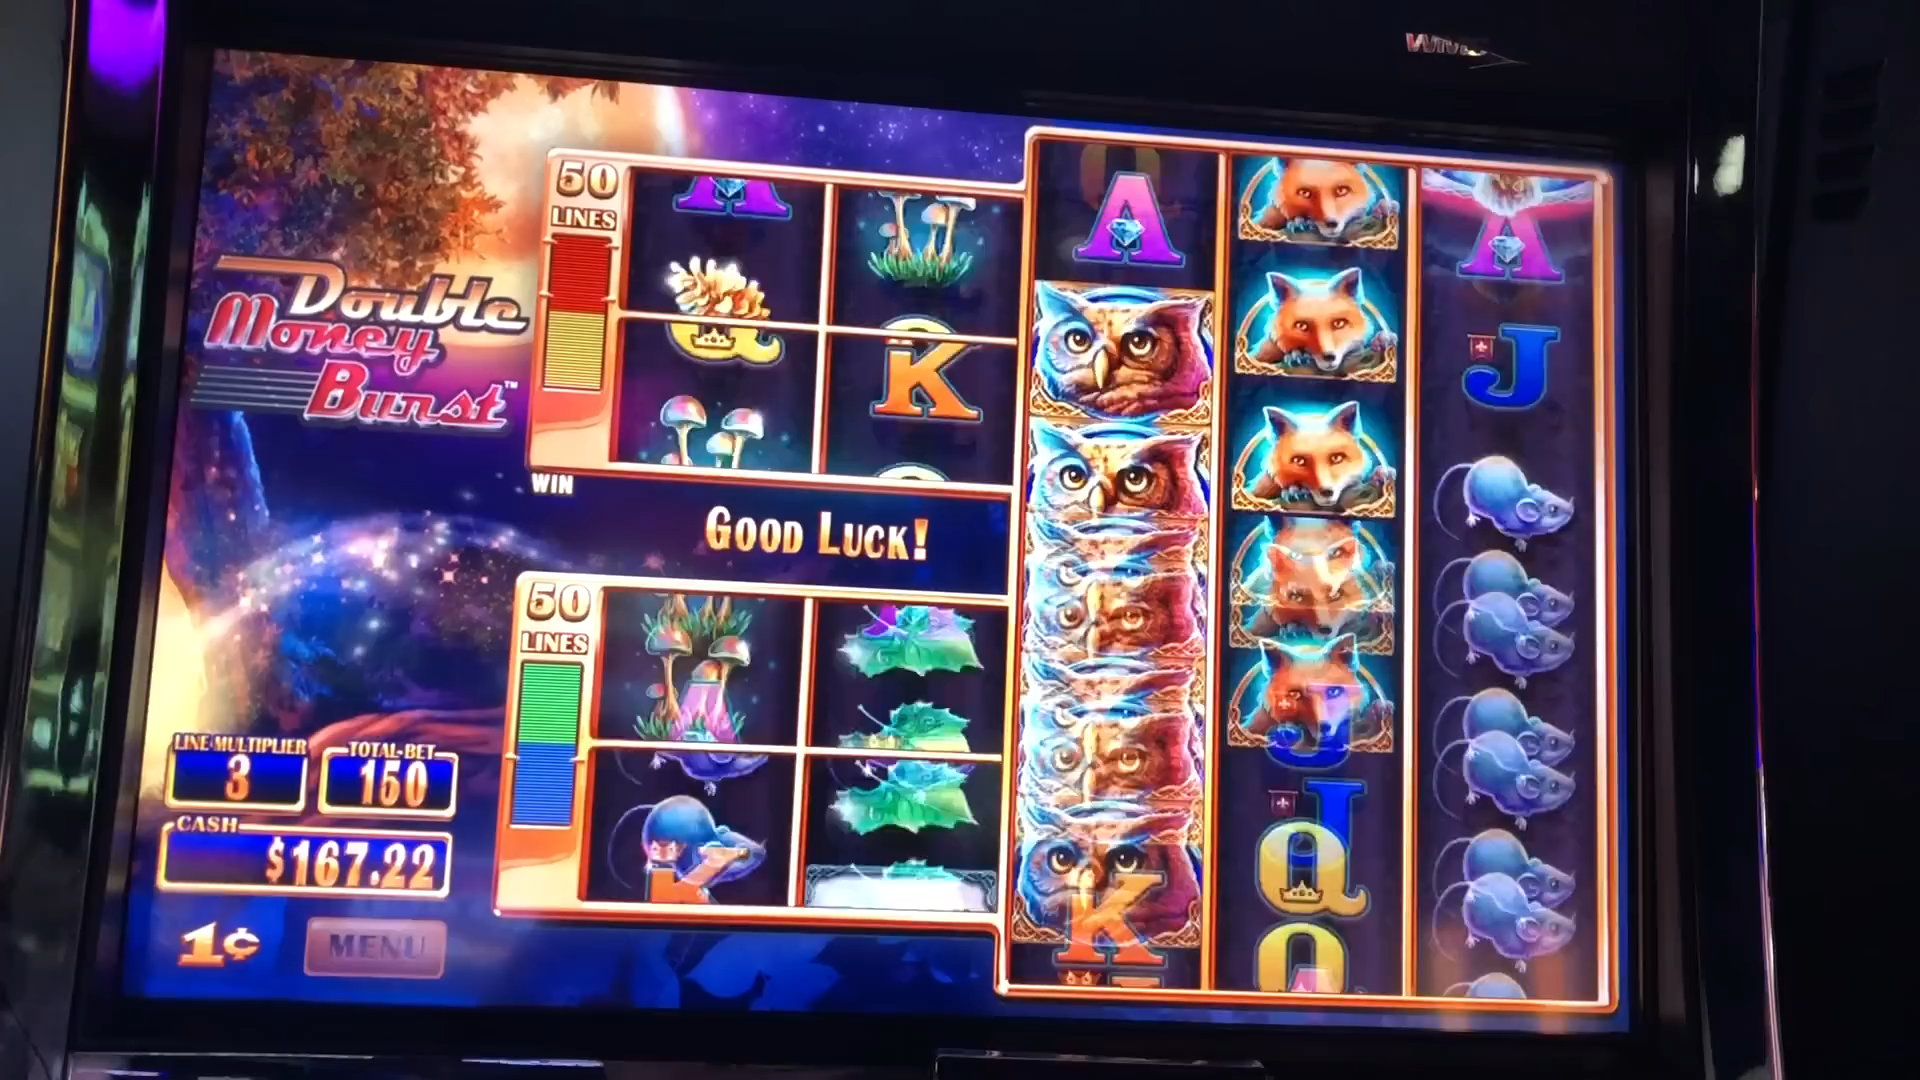 50
LINES
Double
Money
Burst™
A
Q
K
WIN
GOOD LUCK!
50
LINES
K
LINE MULTIPLIER
3
TOTAL-BET
150
CASH
$167.22
1¢
MENU
A
K
J
Q
Q
A
J